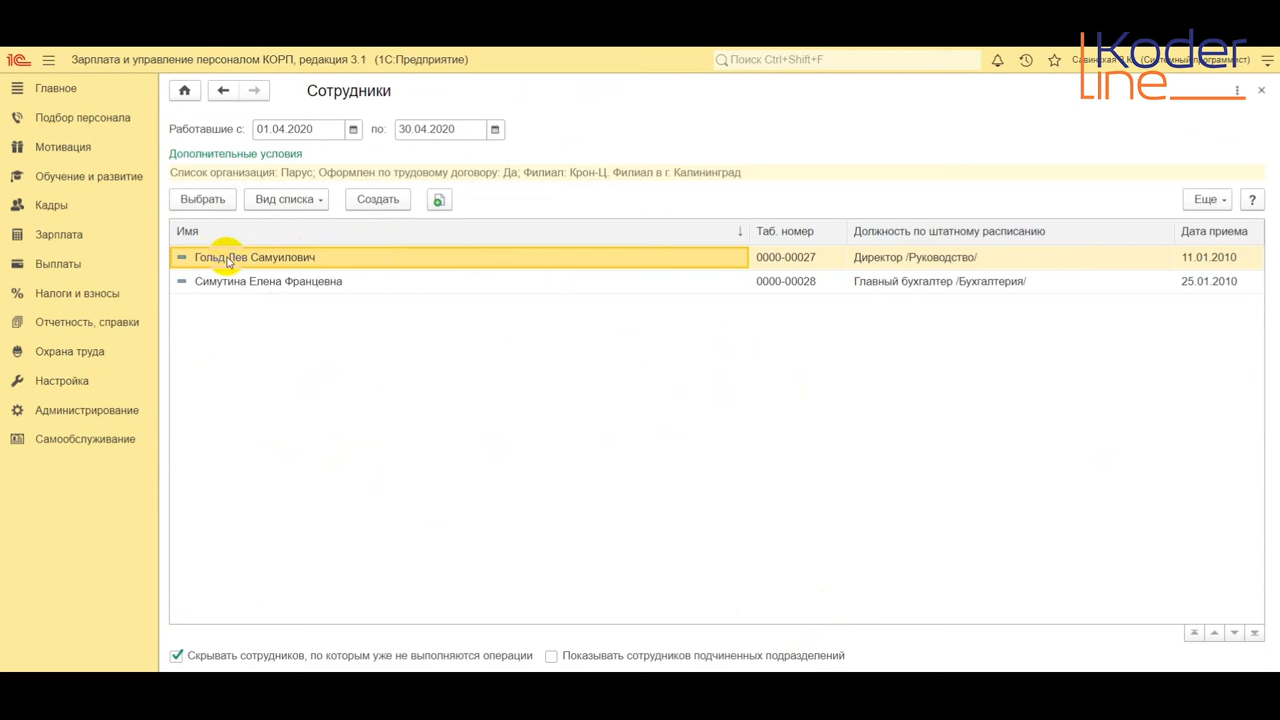 Koder
Line
1С Зарплата и управление персоналом КОРП, редакция 3.1 (1С:Предприятие)
Поиск Ctrl+Shift+F
(Системный программист)
Главное
Подбор персонала
Мотивация
Обучение и развитие
Кадры
Зарплата
Выплаты
Налоги и взносы
Отчетность, справки
Охрана труда
Настройка
Администрирование
Самообслуживание
Сотрудники
Работавшие с: 01.04.2020 по: 30.04.2020
Дополнительные условия
Список организация: Парус; Оформлен по трудовому договору: Да; Филиал: Крон-Ц. Филиал в г. Калининград
Выбрать Вид списка Создать Еще ?
Имя Таб. номер Должность по штатному расписанию Дата приема
Гольд Лев Самуилович 0000-00027 Директор /Руководство/ 11.01.2010
Симутина Елена Францевна 0000-00028 Главный бухгалтер /Бухгалтерия/ 25.01.2010
Скрывать сотрудников, по которым уже не выполняются операции Показывать сотрудников подчиненных подразделений